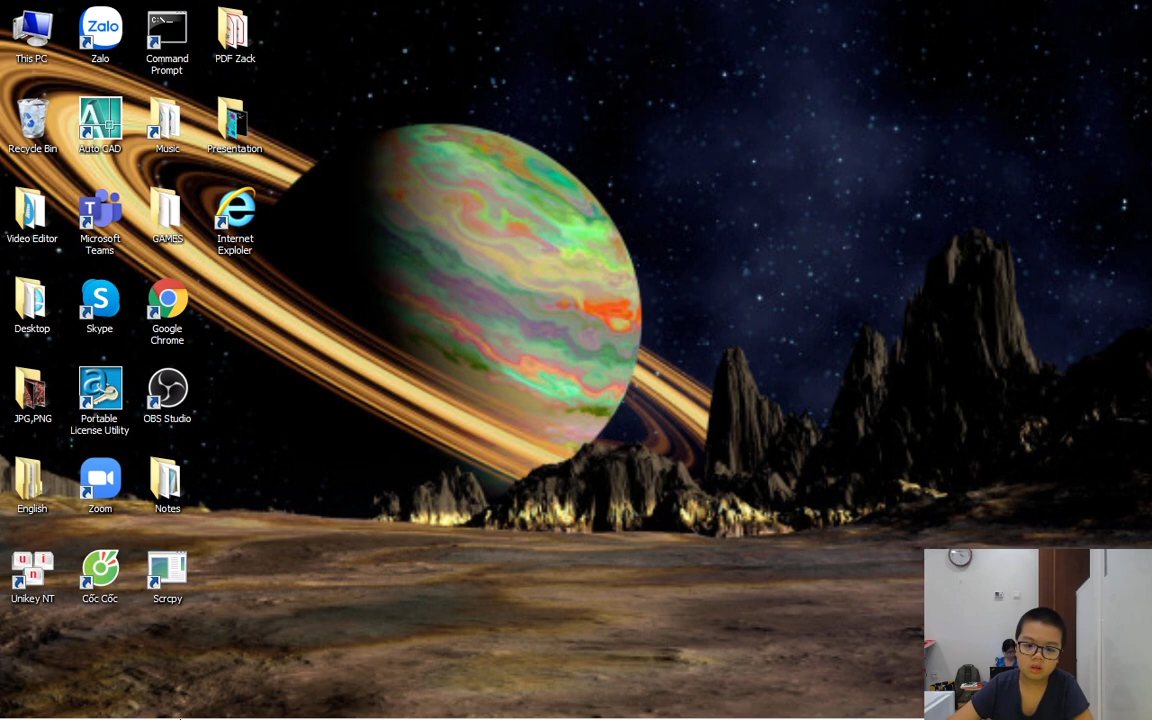 This PC
Zalo
Zalo
C:\_
Command
Prompt
PDF Zack
Recycle Bin
Auto CAD
Music
Presentation
Video Editor
T
Microsoft
Teams
GAMES
Internet
Exploler
Desktop
S
Skype
Google
Chrome
JPG,PNG
a
Portable
License Utility
OBS Studio
English
Zoom
Notes
u i
n
Unikey NT
Cốc Cốc
Scrcpy